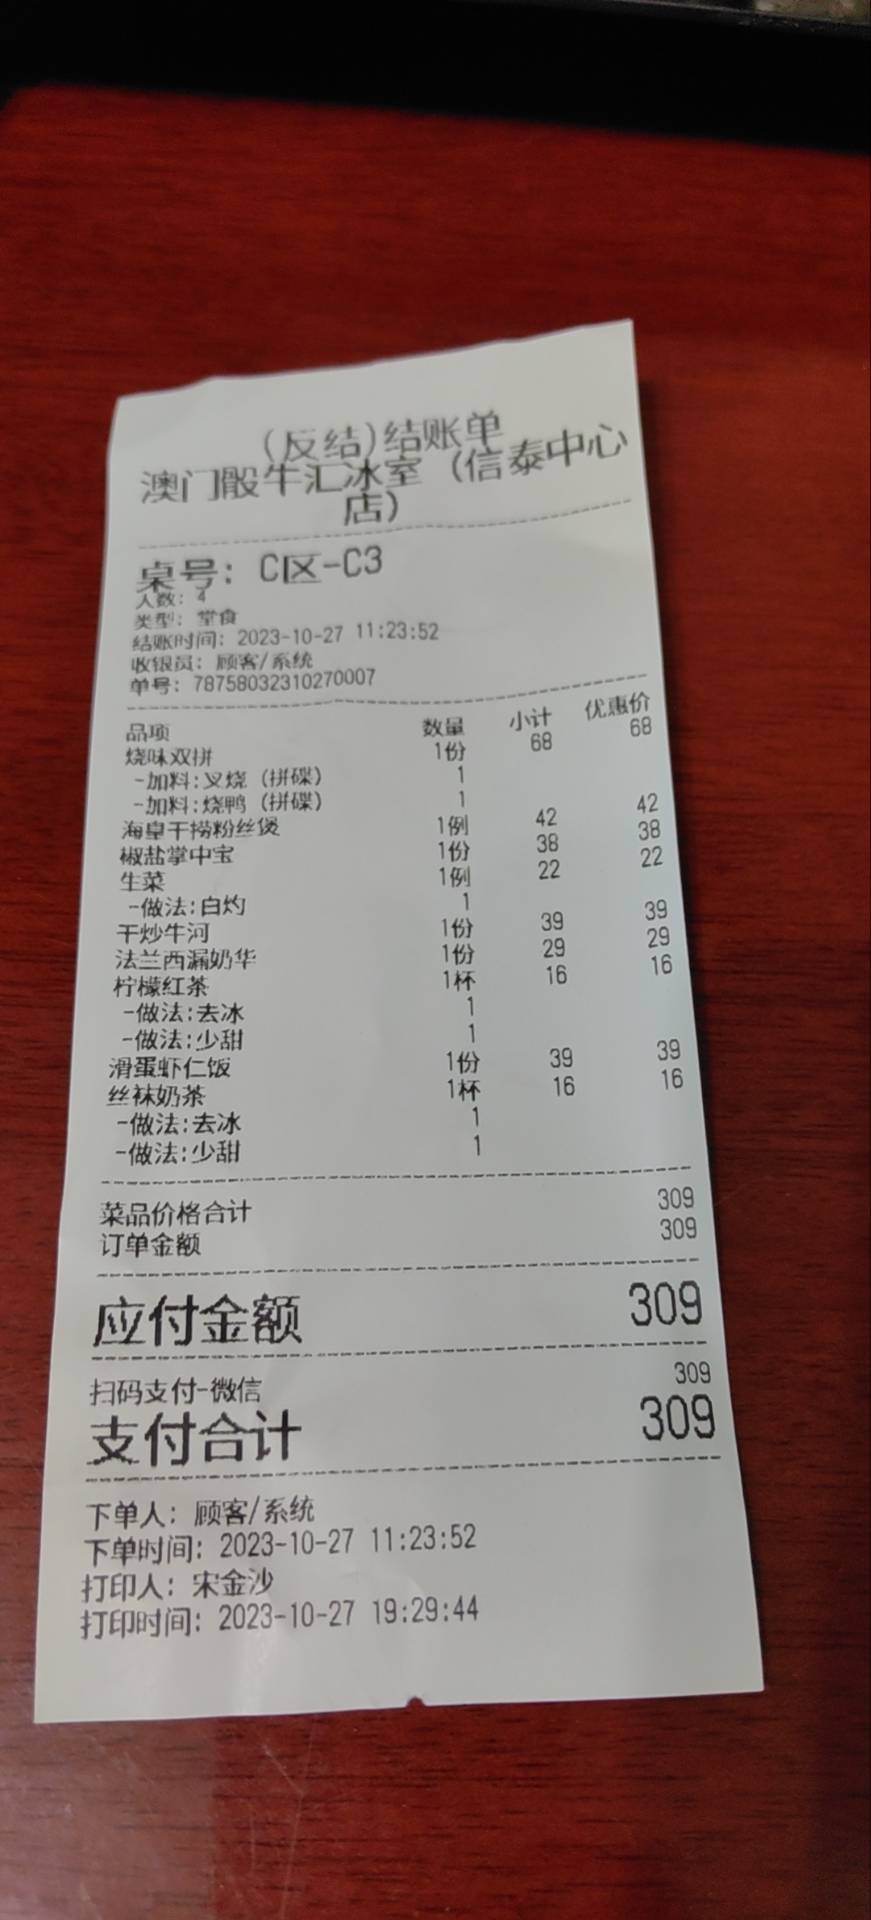 (反结)结账单
澳门骰牛汇冰室（信泰中心
店）
桌号：C区-C3
人数：4
类型：堂食
结账时间：2023-10-27 11:23:52
收银员：顾客/系统
单号：78758032310270007
品项 数量 小计 优惠价
烧味双拼 1份 68 68
-加料:叉烧（拼碟） 1
-加料:烧鸭（拼碟） 1
海皇干捞粉丝煲 1例 42 42
椒盐掌中宝 1份 38 38
生菜 1例 22 22
-做法:白灼 1
干炒牛河 1份 39 39
法兰西漏奶华 1份 29 29
柠檬红茶 1杯 16 16
-做法:去冰 1
-做法:少甜 1
滑蛋虾仁饭 1份 39 39
丝袜奶茶 1杯 16 16
-做法:去冰 1
-做法:少甜 1
菜品价格合计 309
订单金额 309
应付金额 309
扫码支付-微信 309
支付合计 309
下单人：顾客/系统
下单时间：2023-10-27 11:23:52
打印人：宋金沙
打印时间：2023-10-27 19:29:44